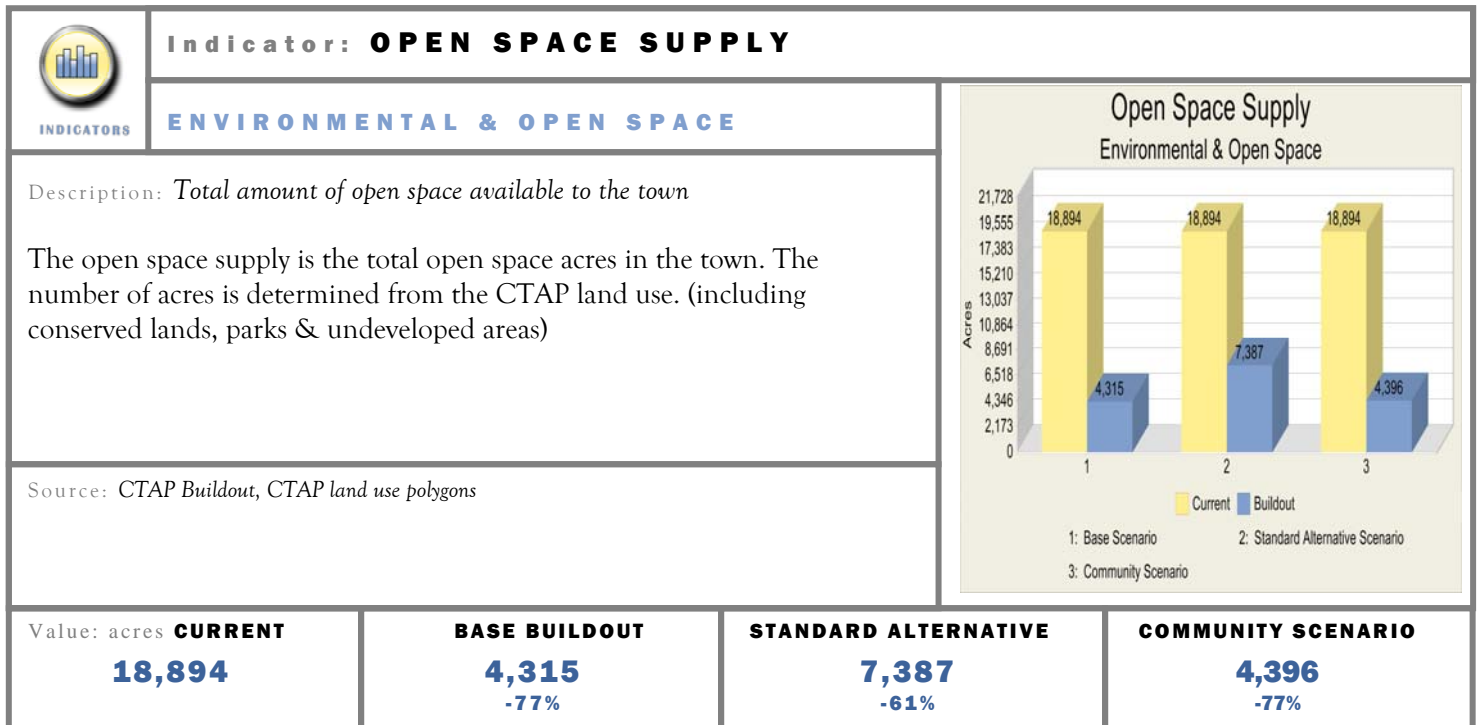 Indicator: OPEN SPACE SUPPLY
INDICATORS
ENVIRONMENTAL & OPEN SPACE
Description: Total amount of open space available to the town
The open space supply is the total open space acres in the town. The
number of acres is determined from the CTAP land use. (including
conserved lands, parks & undeveloped areas)
Source: CTAP Buildout, CTAP land use polygons
Open Space Supply
Environmental & Open Space
Acres
21,728
19,555
17,383
15,210
13,037
10,864
8,691
6,518
4,346
2,173
0
18,894
4,315
18,894
7,387
18,894
4,396
1 2 3
Current Buildout
1: Base Scenario 2: Standard Alternative Scenario
3: Community Scenario
Value: acres CURRENT
18,894
BASE BUILDOUT
4,315
-77%
STANDARD ALTERNATIVE
7,387
-61%
COMMUNITY SCENARIO
4,396
-77%